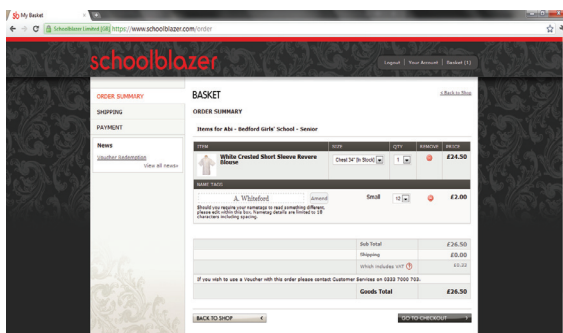 My Basket
Schoolblazer Limited [GB] https://www.schoolblazer.com/order
schoolblazer
Logout | Your Account | Basket (1)
ORDER SUMMARY
SHIPPING
PAYMENT
News
Voucher Redemption
View all news»
BASKET
< Back to Shop
ORDER SUMMARY
Items for Abi - Bedford Girls' School - Senior
ITEM SIZE QTY REMOVE PRICE
White Crested Short Sleeve Revere Blouse
Chest 34" (In Stock) 1 £24.50
NAME TAGS
A. Whiteford Amend Small 12 £2.00
Should you require your nametags to read something different,
please edit within this box. Nametag details are limited to 18
characters including spacing.
Sub Total £26.50
Shipping £0.00
Which includes VAT ? £0.33
If you wish to use a Voucher with this order please contact Customer Services on 0333 7000 703.
Goods Total £26.50
BACK TO SHOP <
GO TO CHECKOUT >